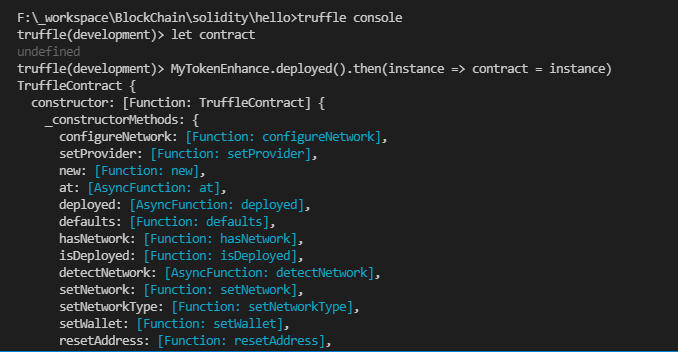 F:\_workspace\BlockChain\solidity\hello>truffle console
truffle(development)> let contract
undefined
truffle(development)> MyTokenEnhance.deployed().then(instance => contract = instance)
TruffleContract {
  constructor: [Function: TruffleContract] {
    _constructorMethods: {
      configureNetwork: [Function: configureNetwork],
      setProvider: [Function: setProvider],
      new: [Function: new],
      at: [AsyncFunction: at],
      deployed: [AsyncFunction: deployed],
      defaults: [Function: defaults],
      hasNetwork: [Function: hasNetwork],
      isDeployed: [Function: isDeployed],
      detectNetwork: [AsyncFunction: detectNetwork],
      setNetwork: [Function: setNetwork],
      setNetworkType: [Function: setNetworkType],
      setWallet: [Function: setWallet],
      resetAddress: [Function: resetAddress],